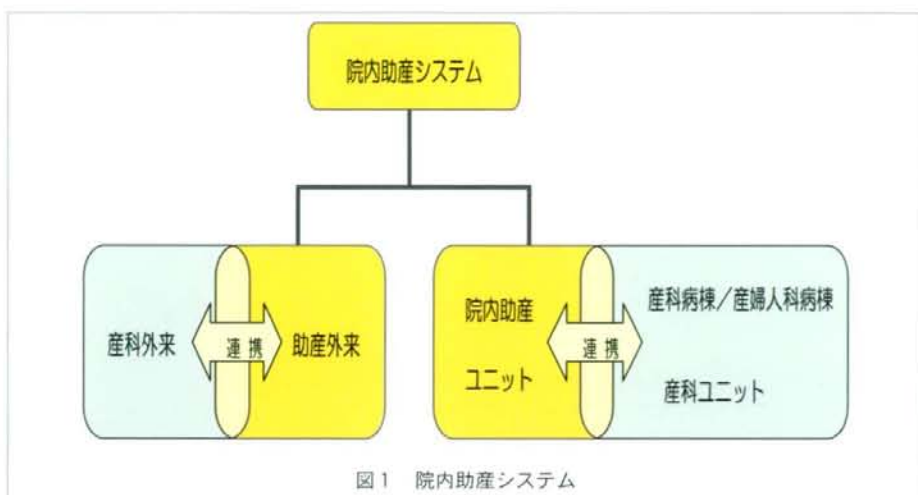 院内助産システム
産科外来
連携
助産外来
院内助産
ユニット
連携
産科病棟/産婦人科病棟
産科ユニット
図1 院内助産システム